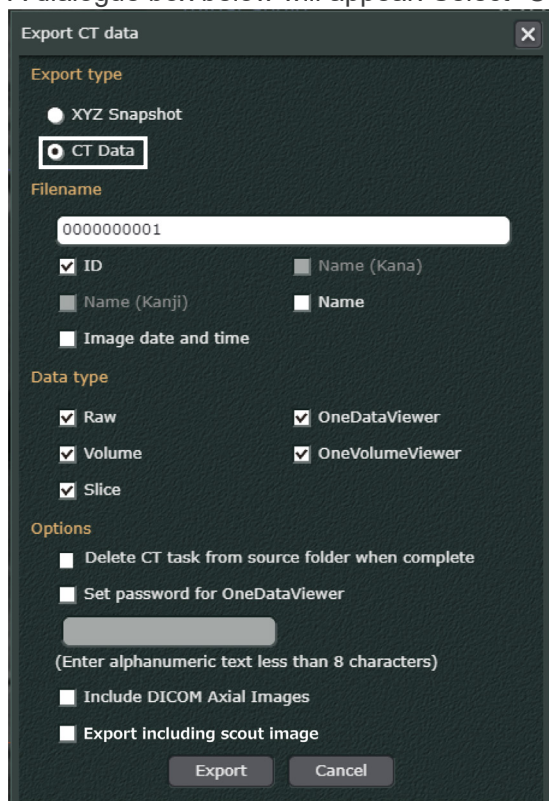 Export CT data
Export type
XYZ Snapshot
CT Data
Filename
0000000001
ID Name (Kana)
Name (Kanji) Name
Image date and time
Data type
Raw OneDataViewer
Volume OneVolumeViewer
Slice
Options
Delete CT task from source folder when complete
Set password for OneDataViewer
(Enter alphanumeric text less than 8 characters)
Include DICOM Axial Images
Export including scout image
Export Cancel